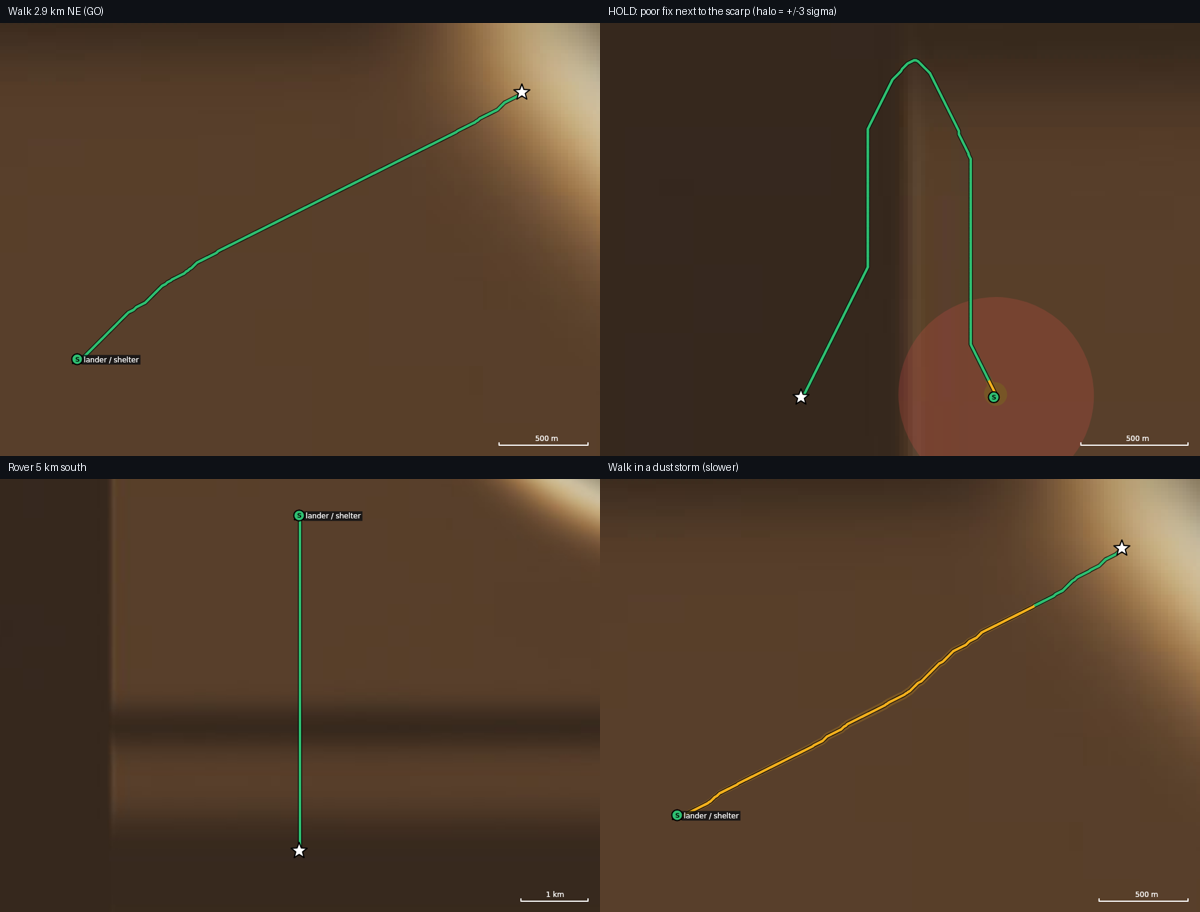 Walk 2.9 km NE (GO)
S lander / shelter
500 m
HOLD: poor fix next to the scarp (halo = +/-3 sigma)
S
500 m
Rover 5 km south
S lander / shelter
1 km
Walk in a dust storm (slower)
S lander / shelter
500 m